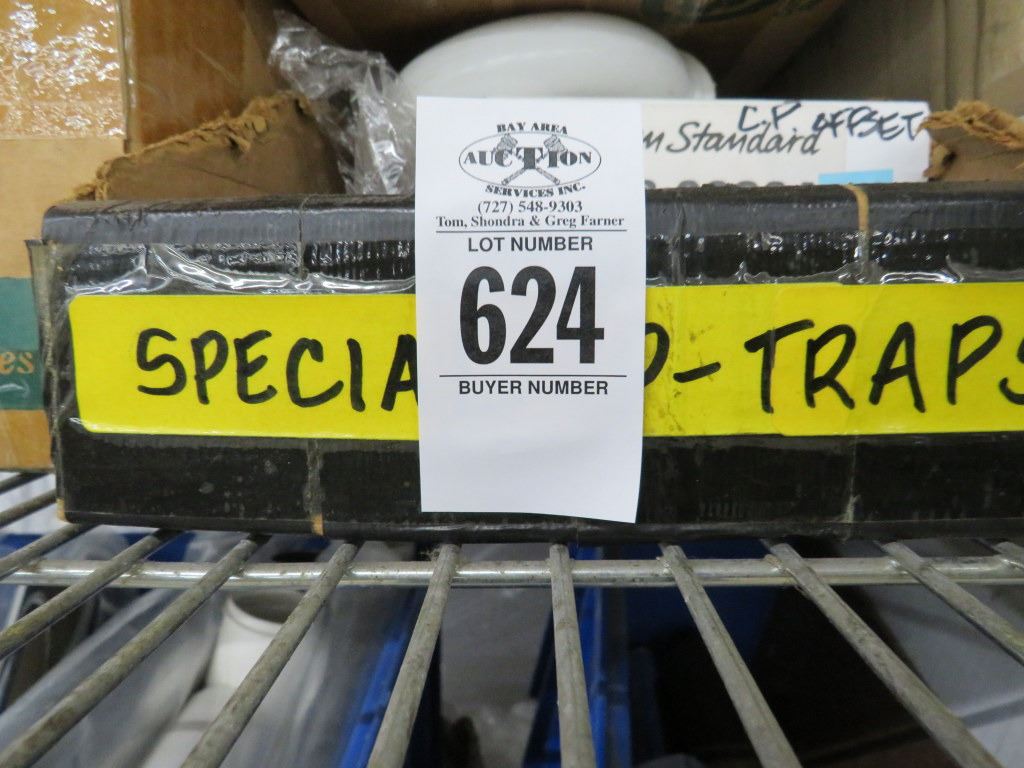 C.P OFFSET
m Standard
BAY AREA
AUCTION
SERVICES INC.
(727) 548-9303
Tom, Shondra & Greg Farner
LOT NUMBER
624
BUYER NUMBER
SPECIA P-TRAPS
es